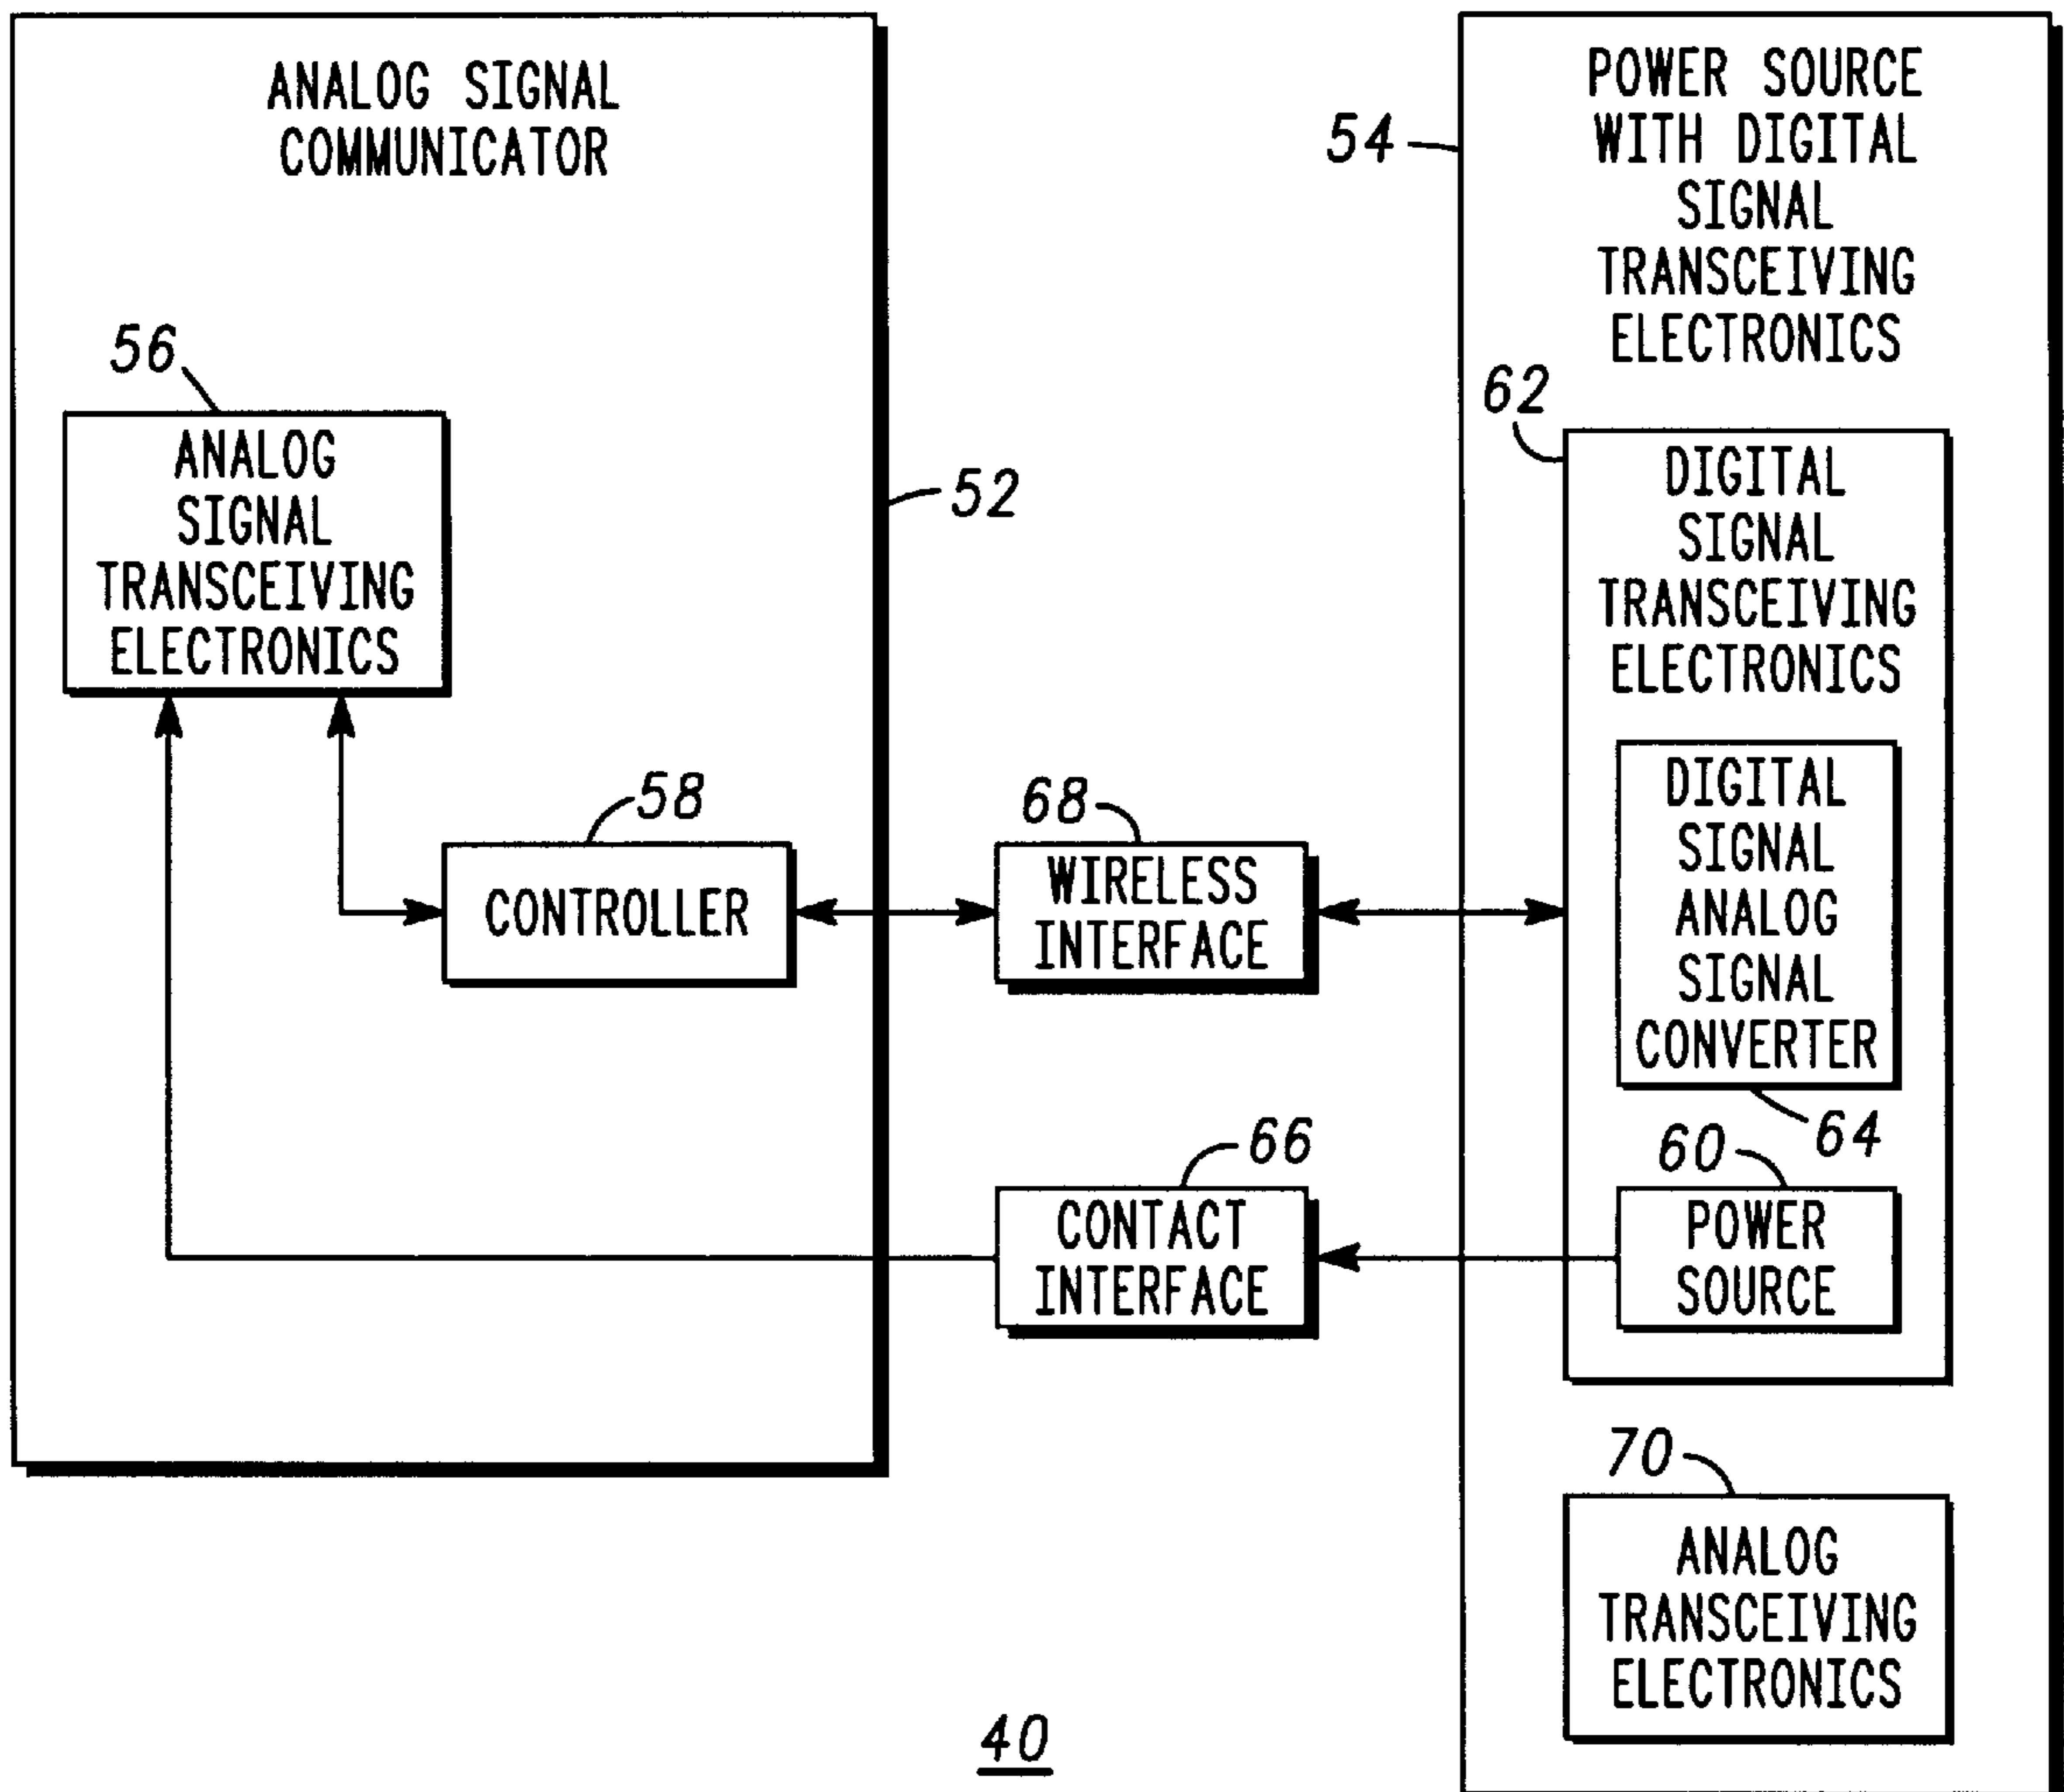 ANALOG SIGNAL
COMMUNICATOR
56
ANALOG
SIGNAL
TRANSCEIVING
ELECTRONICS
52
58
CONTROLLER
68
WIRELESS
INTERFACE
66
CONTACT
INTERFACE
54
POWER SOURCE
WITH DIGITAL
SIGNAL
TRANSCEIVING
ELECTRONICS
62
DIGITAL
SIGNAL
TRANSCEIVING
ELECTRONICS
DIGITAL
SIGNAL
ANALOG
SIGNAL
CONVERTER
64
60
POWER
SOURCE
70
ANALOG
TRANSCEIVING
ELECTRONICS
40